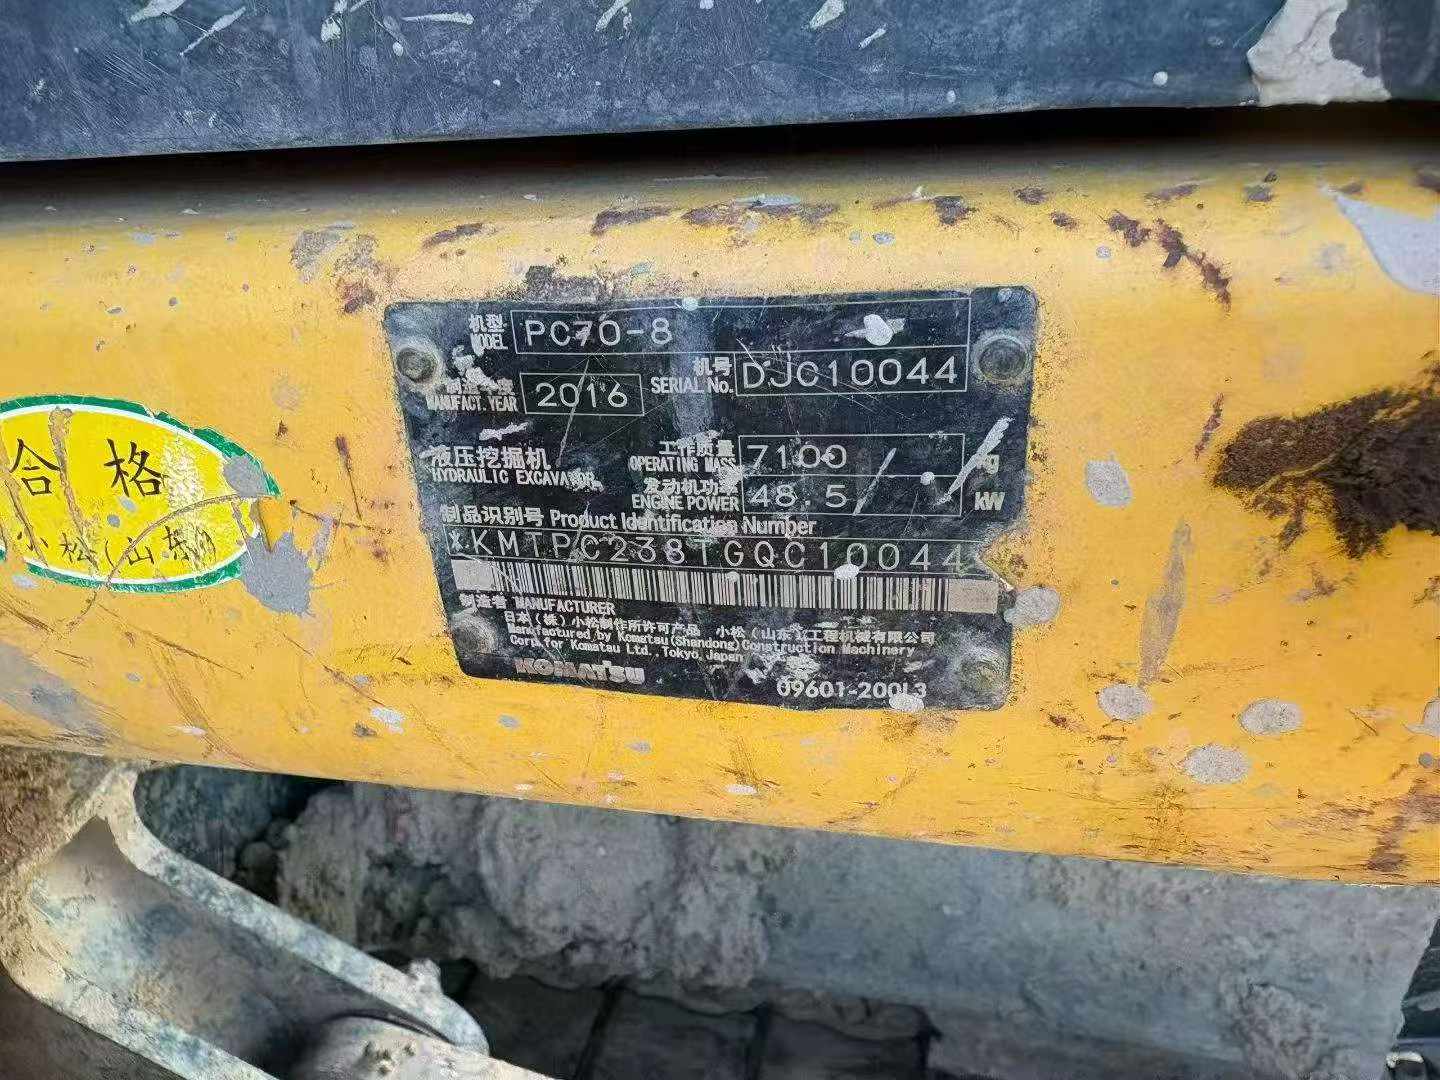 机型 MODEL PC70-8
机号 SERIAL No. DJC10044
制造年度 MANUFACT.YEAR 2016
液压挖掘机 HYDRAULIC EXCAVATOR
工作质量 OPERATING MASS 7100 kg
发动机功率 ENGINE POWER 48.5 kW
制品识别号 Product Identification Number
*KMTPC238TGQC10044
制造者 MANUFACTURER
日本(株)小松制作所许可产品 小松(山东)工程机械有限公司
Manufactured by Komatsu(Shandong)Construction Machinery
Corp.for Komatsu Ltd.,Tokyo,Japan
KOMATSU
09601-200L3
合格
小松(山东)